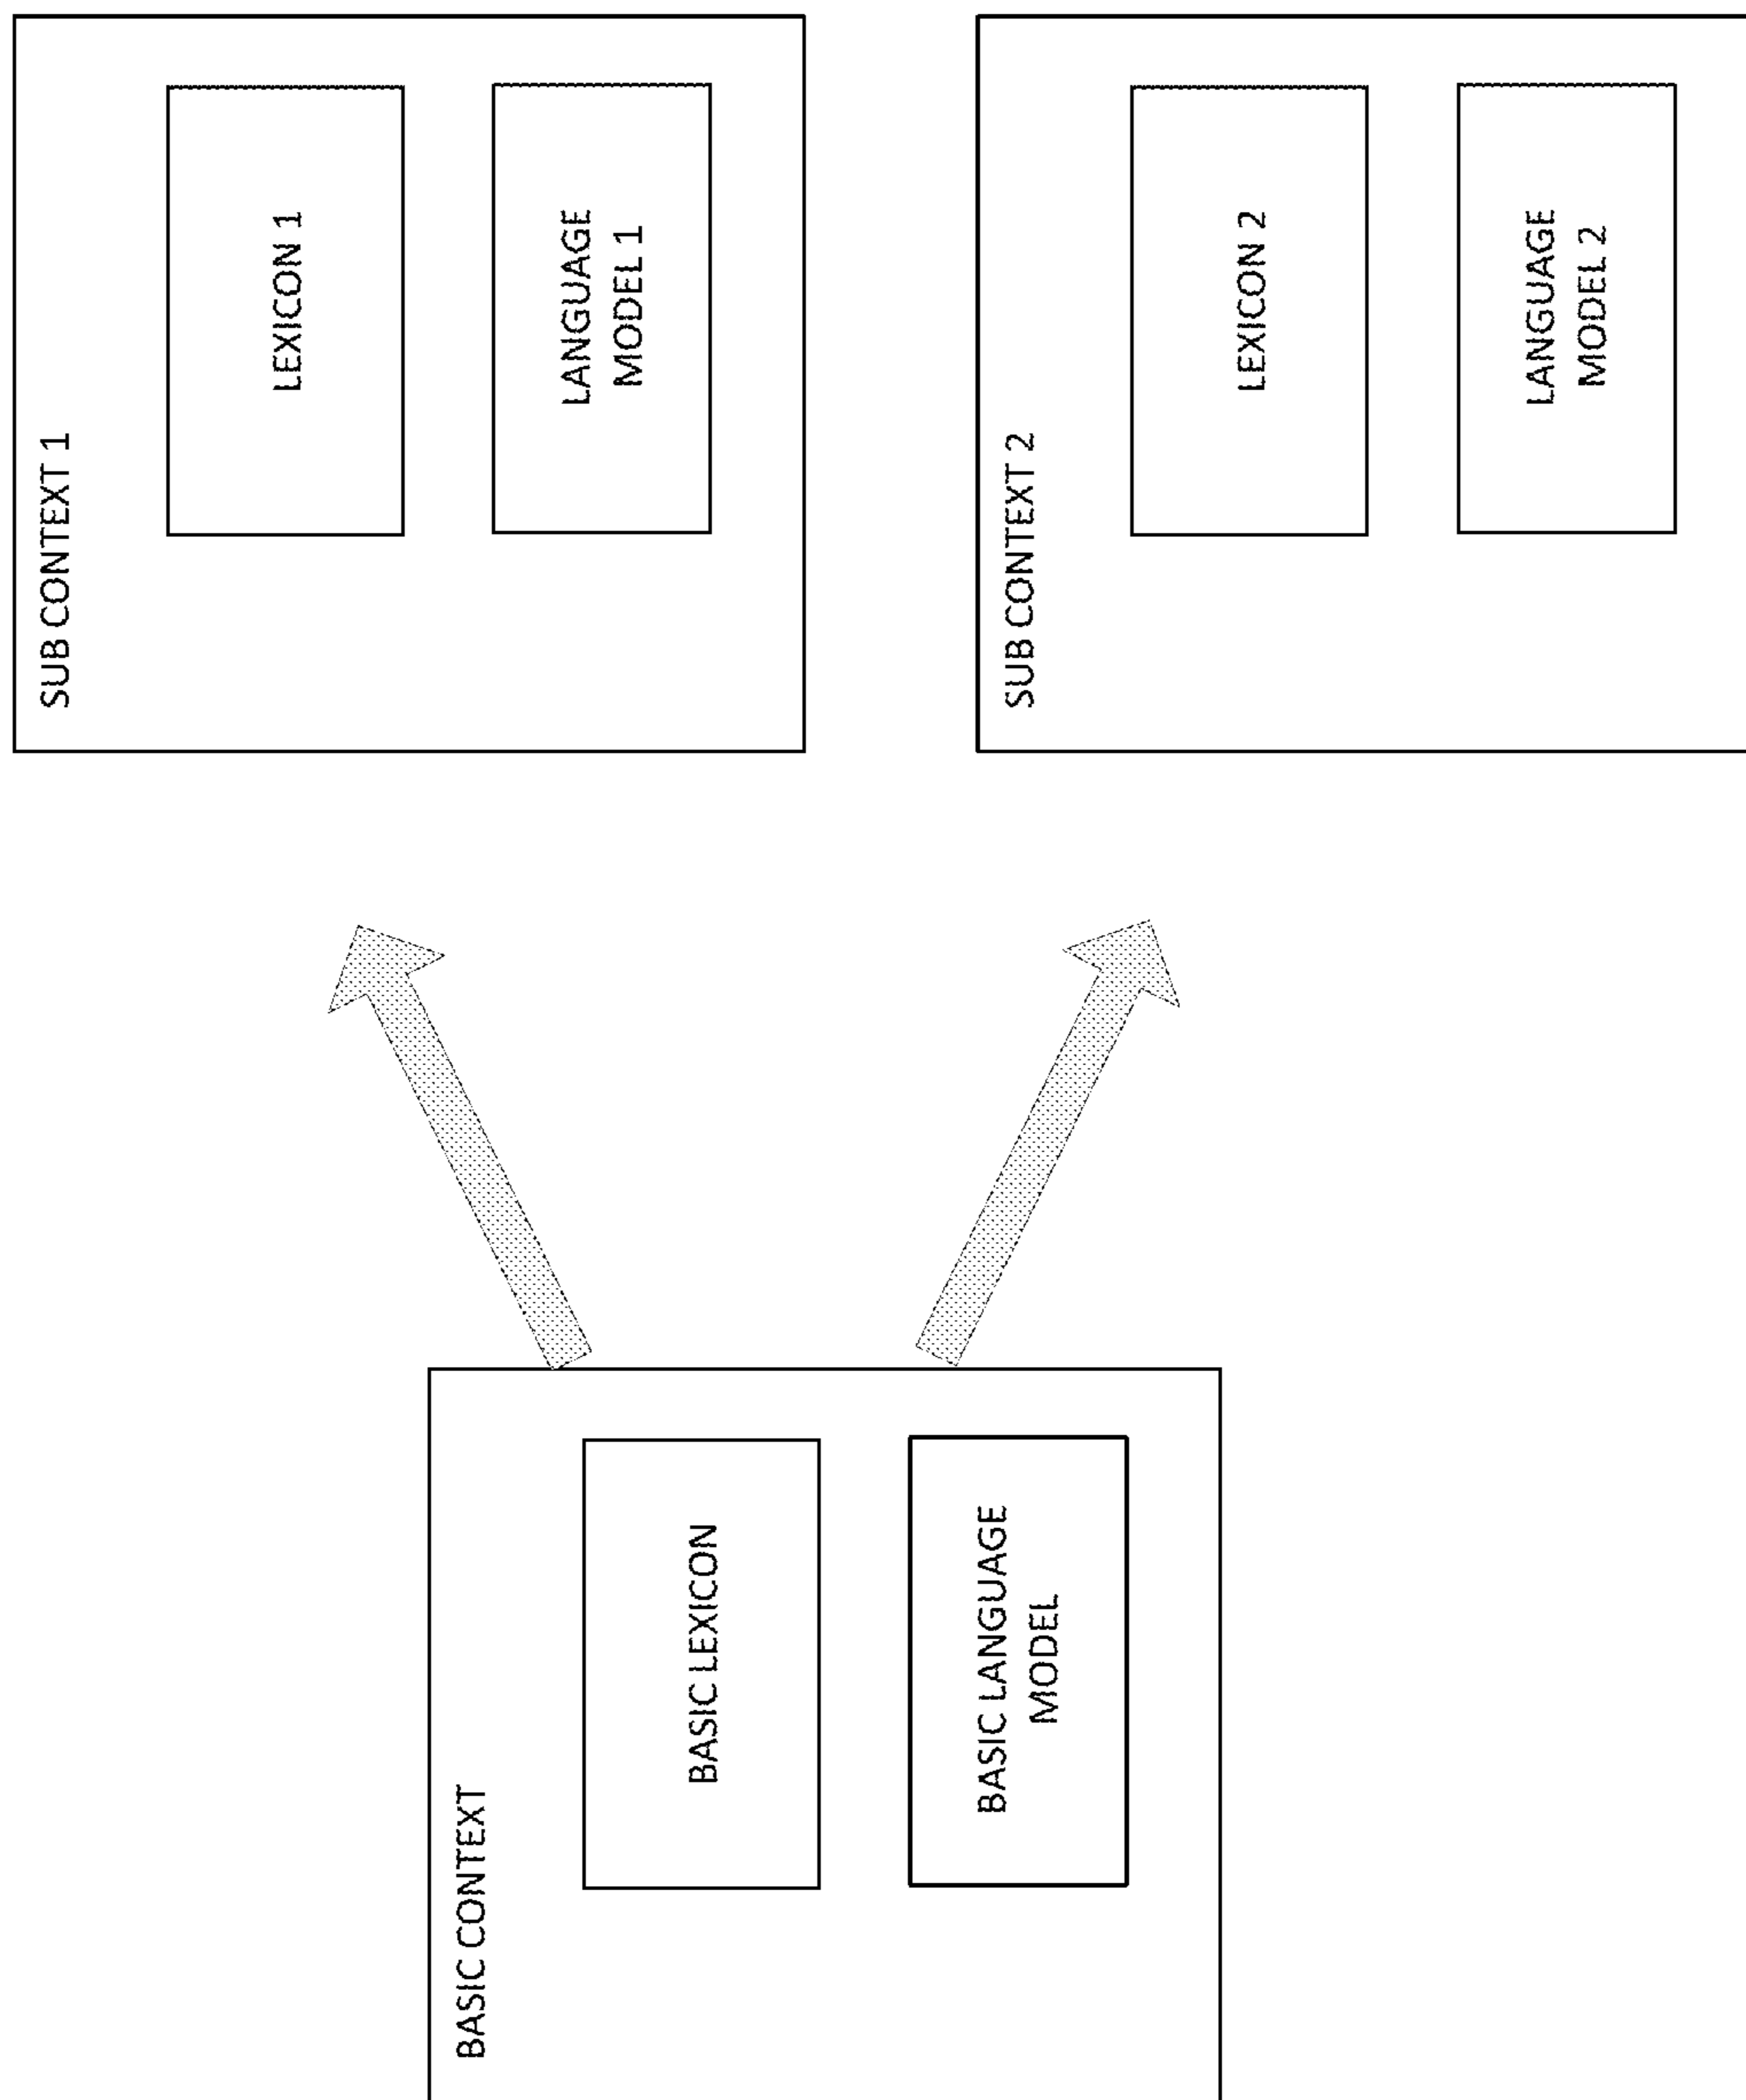 BASIC CONTEXT
BASIC LEXICON
BASIC LANGUAGE
MODEL
SUB CONTEXT 1
LEXICON 1
LANGUAGE
MODEL 1
SUB CONTEXT 2
LEXICON 2
LANGUAGE
MODEL 2